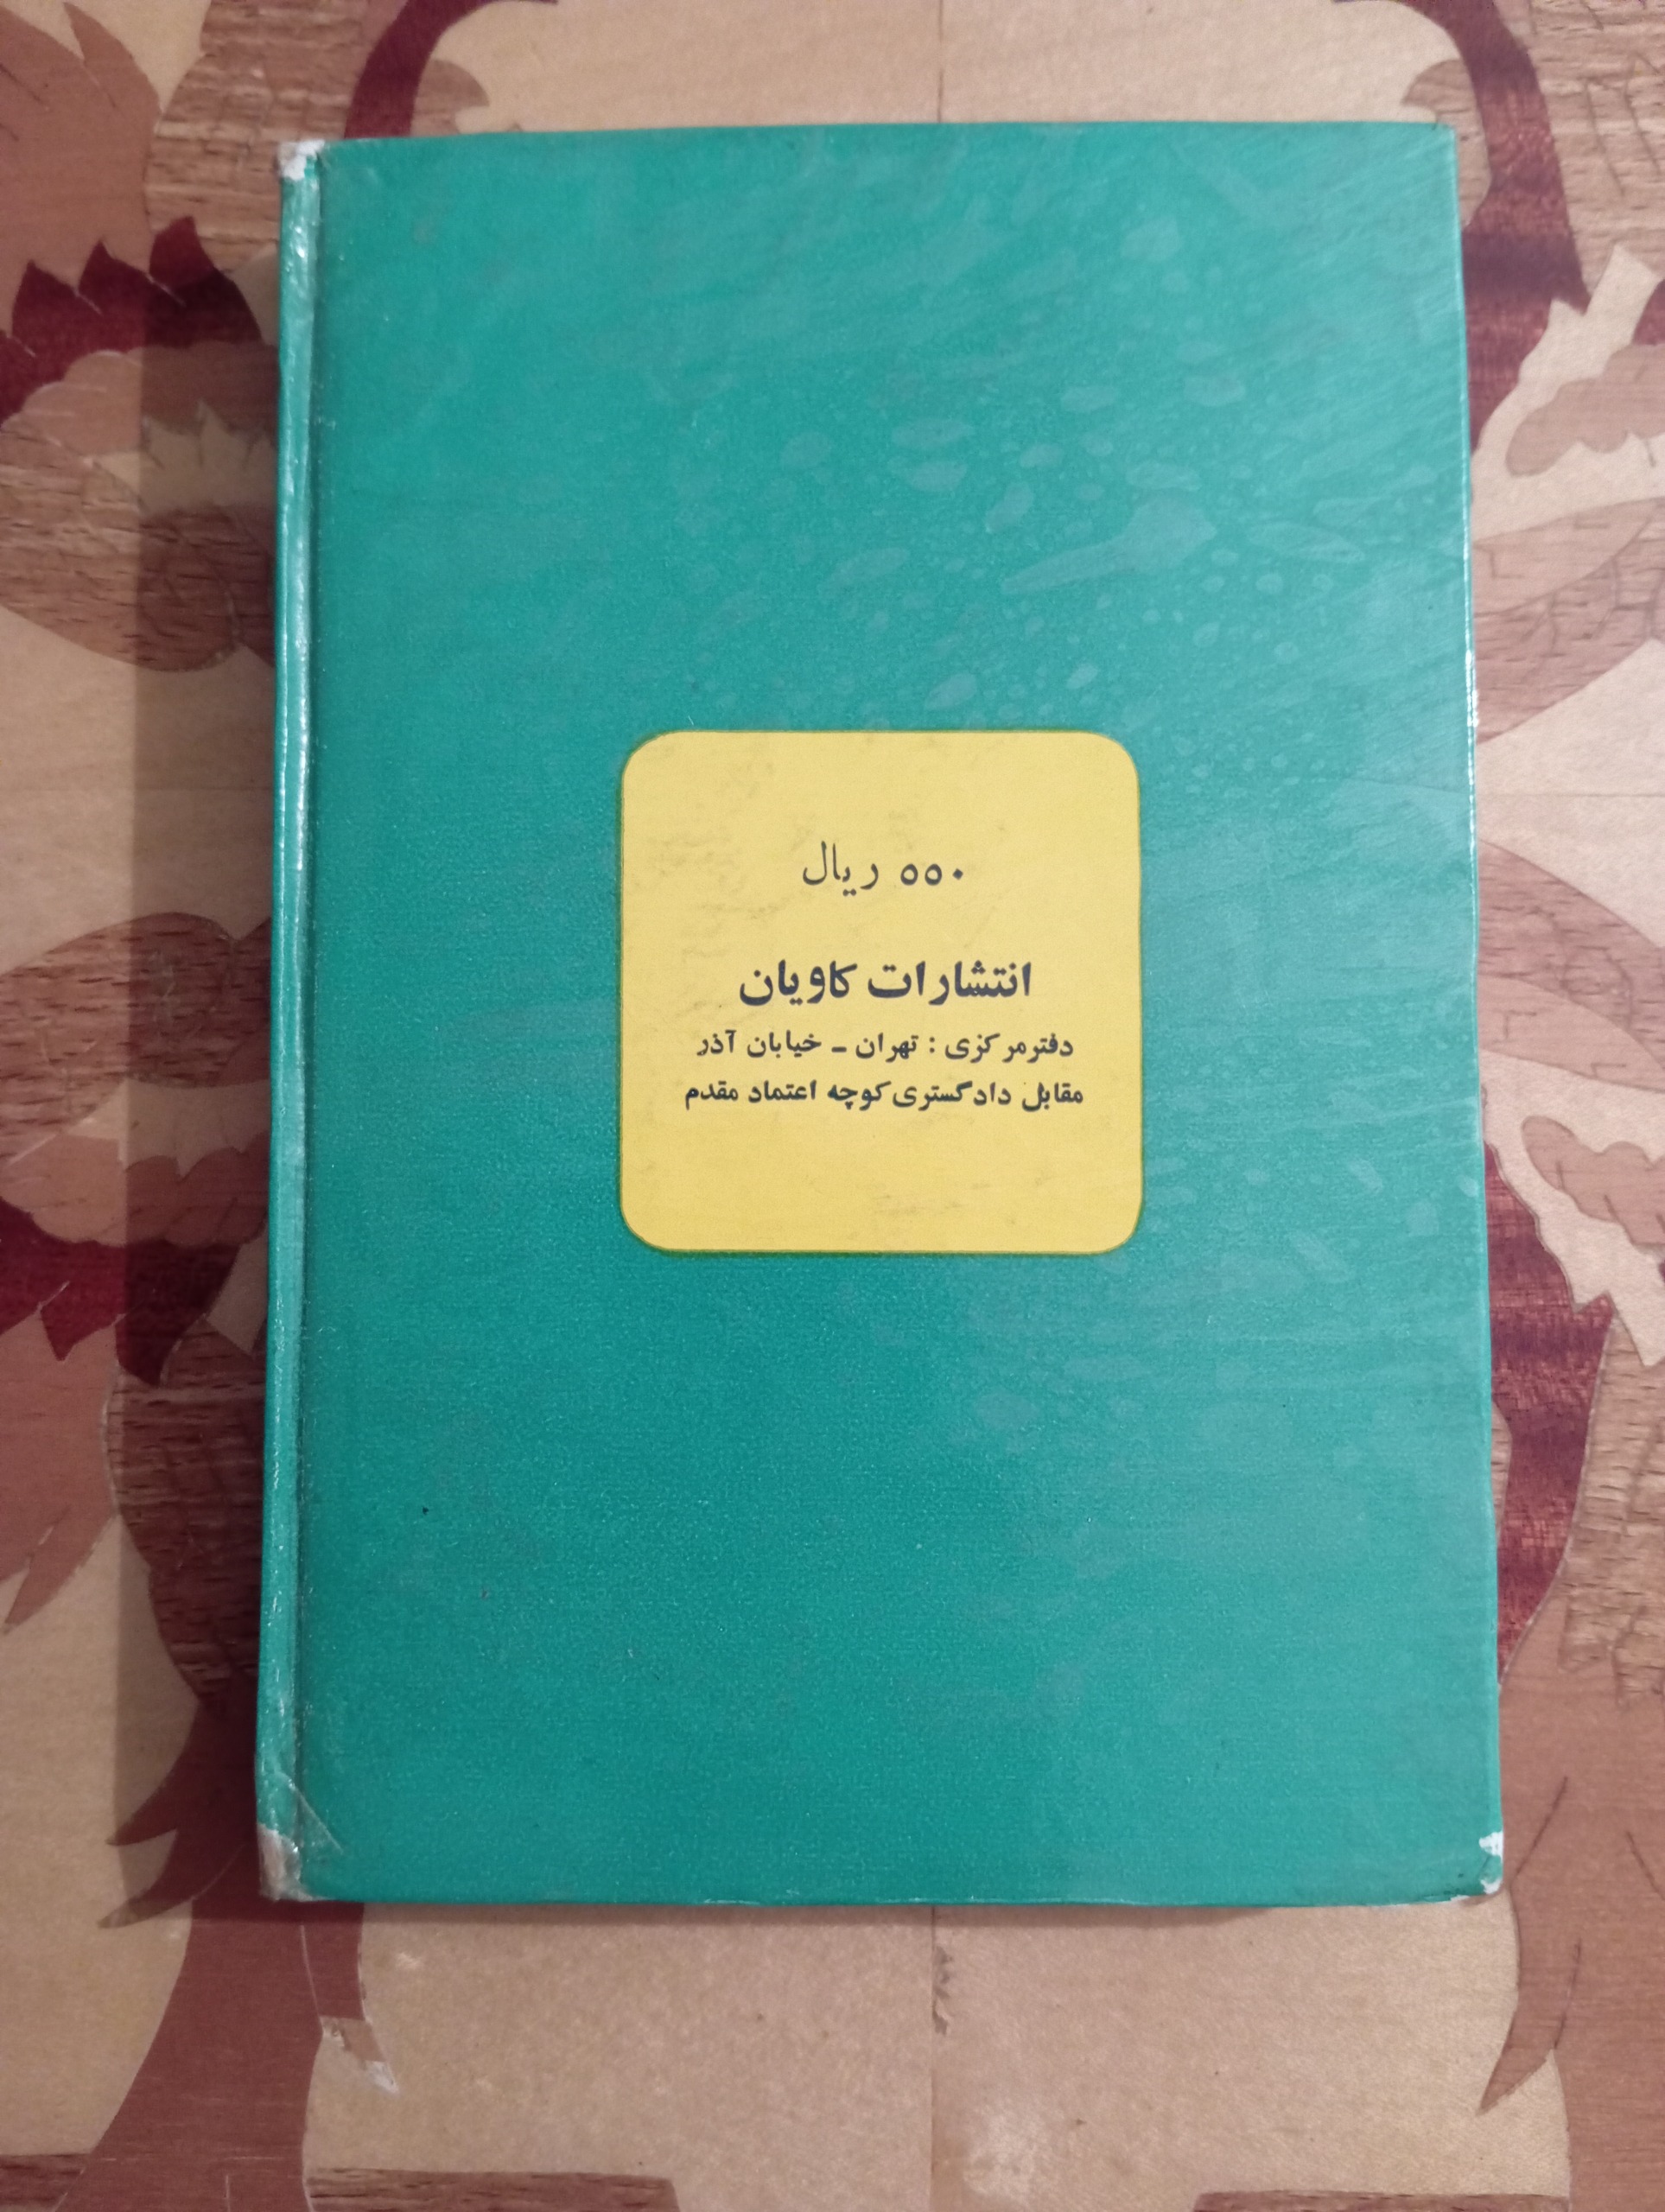 ۵۵۰ ریال
انتشارات کاویان
دفترمرکزی : تهران ـ خیابان آذر
مقابل دادگستری کوچه اعتماد مقدم